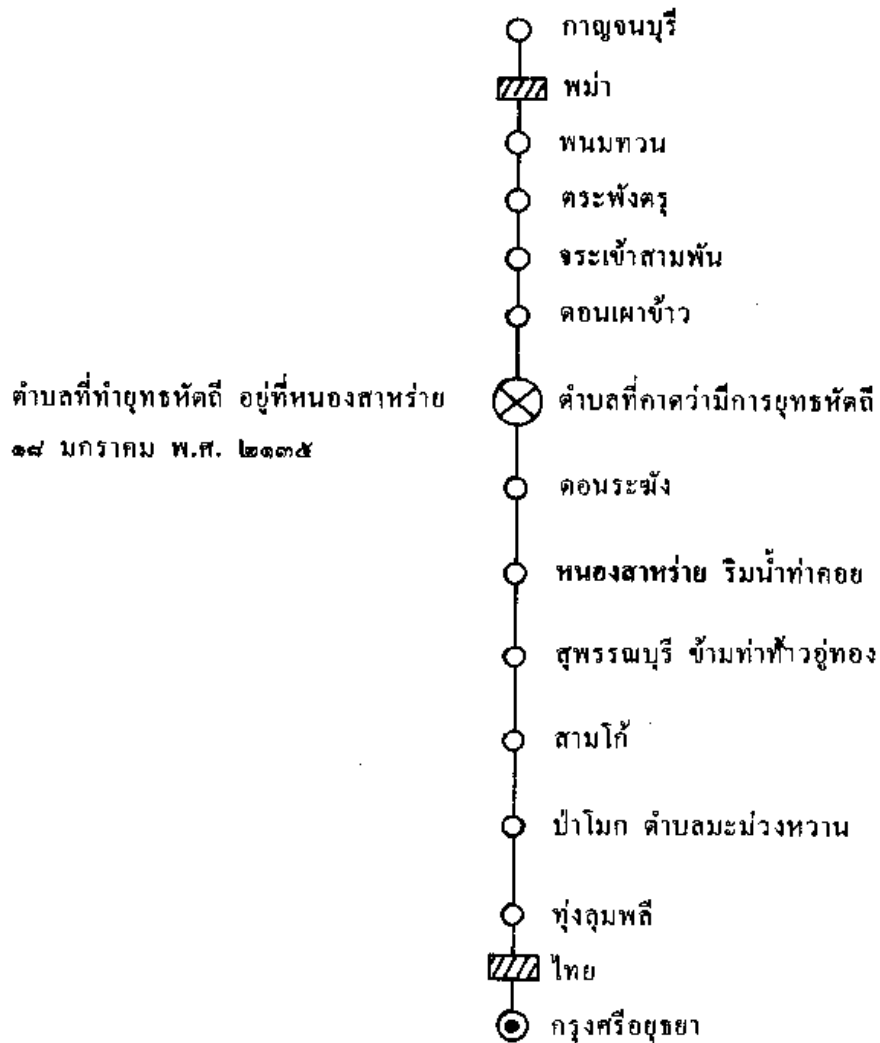 กาญจนบุรี
พม่า
พนมทวน
ตระพังตรุ
จระเข้สามพัน
ดอนเผาข้าว
ตำบลที่ทำยุทธหัตถี อยู่ที่หนองสาหร่าย
๑๘ มกราคม พ.ศ. ๒๑๓๕
ตำบลที่คาดว่ามีการยุทธหัตถี
ดอนระฆัง
หนองสาหร่าย ริมน้ำท่าคอย
สุพรรณบุรี ข้ามท่าท้าวอู่ทอง
สามโก้
ป่าโมก ตำบลมะม่วงหวาน
ทุ่งลุมพลี
ไทย
กรุงศรีอยุธยา